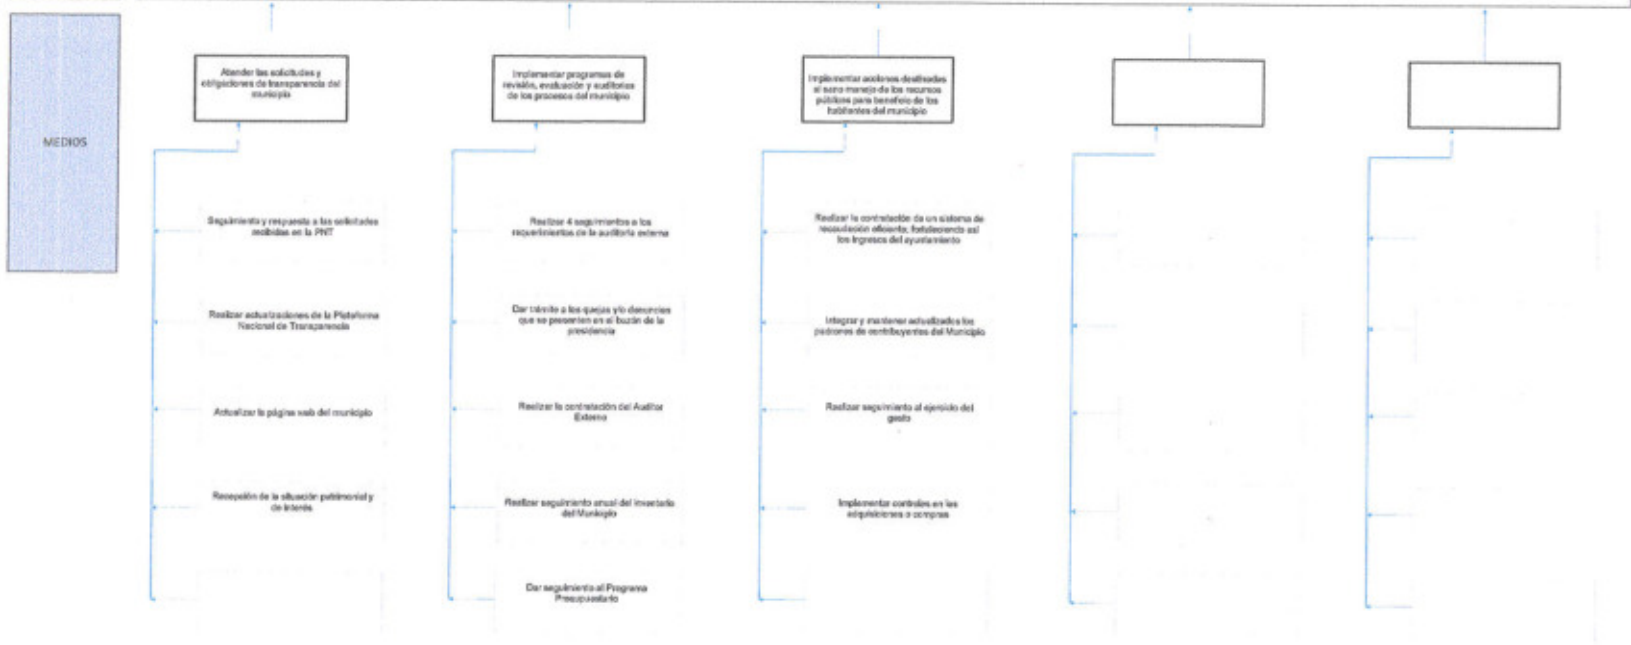 MEDIOS
Atender las solicitudes y
obligaciones de transparencia del
municipio
Implementar programas de
revisión, evaluación y auditorias
de los procesos del municipio
Implementar acciones destinadas
al sano manejo de los recursos
públicos para beneficio de los
habitantes del municipio
Seguimiento y respuesta a las solicitudes
recibidas en la PNT
Realizar actualizaciones de la Plataforma
Nacional de Transparencia
Actualizar la página web del municipio
Recepción de la situación patrimonial y
de interés
Realizar 4 seguimientos a los
requerimientos de la auditoría externa
Dar trámite a las quejas y/o denuncias
que se presenten en el buzón de la
presidencia
Realizar la contratación del Auditor
Externo
Realizar seguimiento anual del inventario
del Municipio
Dar seguimiento al Programa
Presupuestario
Realizar la contratación de un sistema de
recaudación eficiente, fortaleciendo así
los ingresos del ayuntamiento
Integrar y mantener actualizados los
padrones de contribuyentes del Municipio
Realizar seguimiento al ejercicio del
gasto
Implementar controles en las
adquisiciones o compras